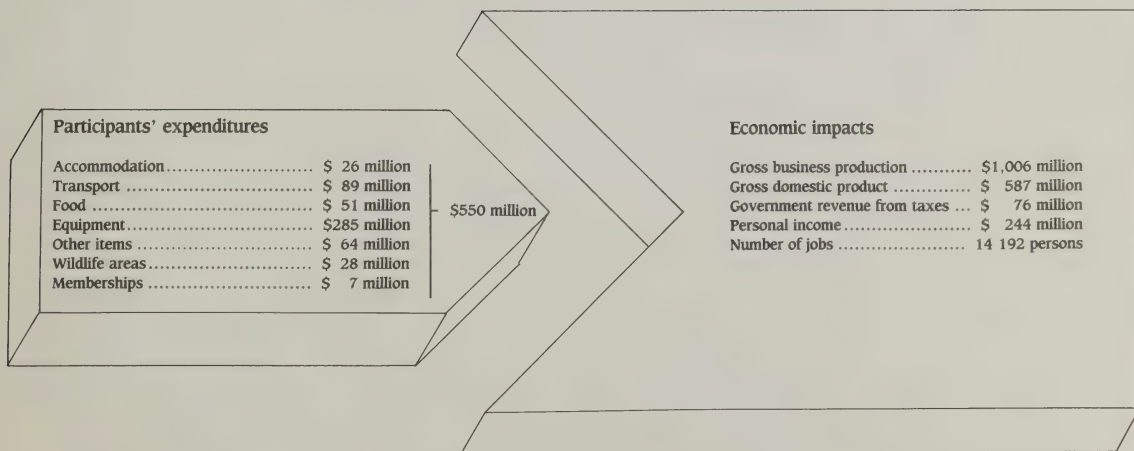 Participants' expenditures
Accommodation.......................... $ 26 million
Transport ................................. $ 89 million
Food ........................................ $ 51 million
Equipment................................. $285 million
Other items .............................. $ 64 million
Wildlife areas............................. $ 28 million
Memberships ............................. $ 7 million
$550 million
Economic impacts
Gross business production ............ $1,006 million
Gross domestic product ............... $ 587 million
Government revenue from taxes ... $ 76 million
Personal income......................... $ 244 million
Number of jobs ........................ 14 192 persons